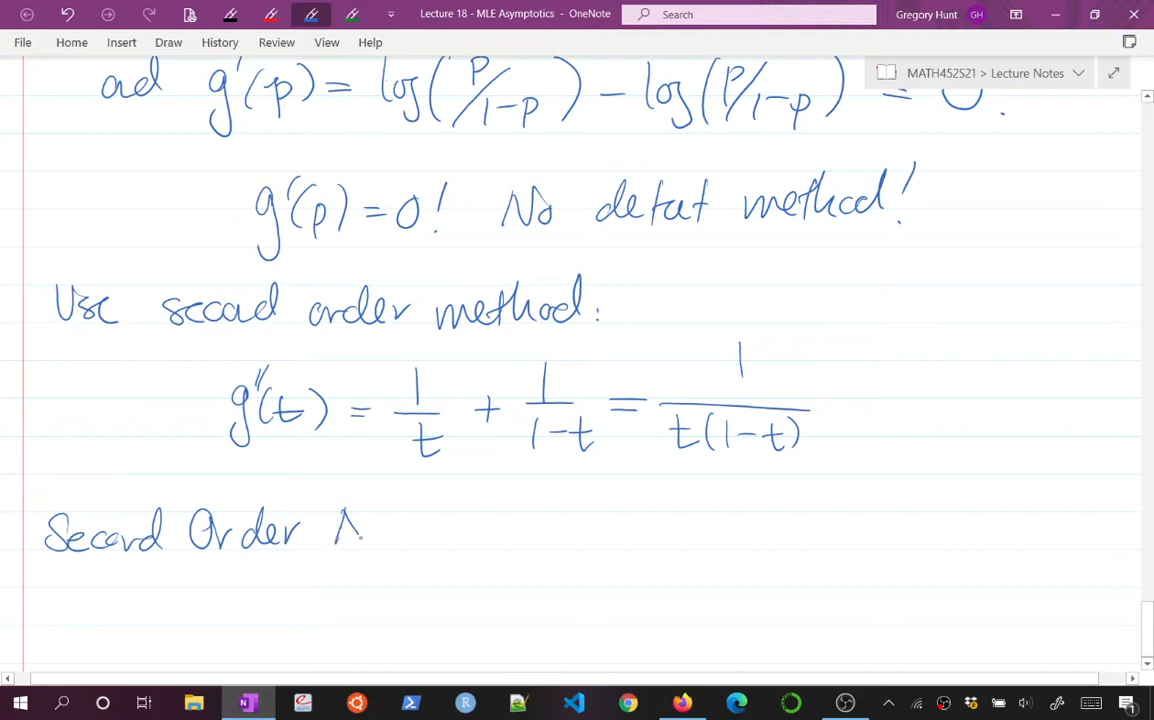 Lecture 18 - MLE Asymptotics - OneNote
Search
Gregory Hunt GH
File Home Insert Draw History Review View Help
MATH452S21 > Lecture Notes
ad g'(p) = log(p/1-p) - log(p/1-p) = 0.
g'(p) = 0! No method!
Use second order method:
g''(t) = 1/t + 1/1-t = 1/t(1-t)
Second Order